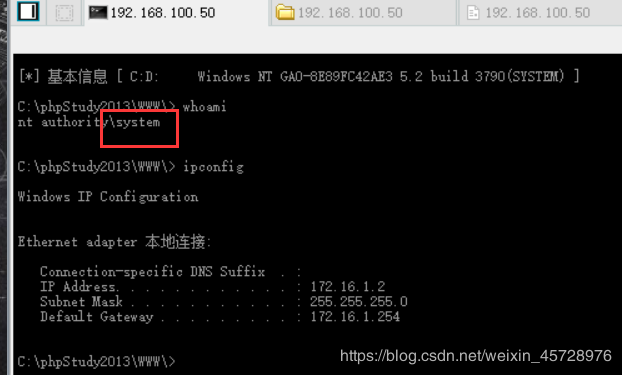 192.168.100.50 192.168.100.50 192.168.100.50
[*] 基本信息 [ C:D: Windows NT GAO-8E89FC42AE3 5.2 build 3790(SYSTEM) ]
C:\phpStudy2013\WWW\> whoami
nt authority\system
C:\phpStudy2013\WWW\> ipconfig
Windows IP Configuration
Ethernet adapter 本地连接:
Connection-specific DNS Suffix . :
IP Address. . . . . . . . . . . . : 172.16.1.2
Subnet Mask . . . . . . . . . . . : 255.255.255.0
Default Gateway . . . . . . . . . : 172.16.1.254
C:\phpStudy2013\WWW\>
https://blog.csdn.net/weixin_45728976